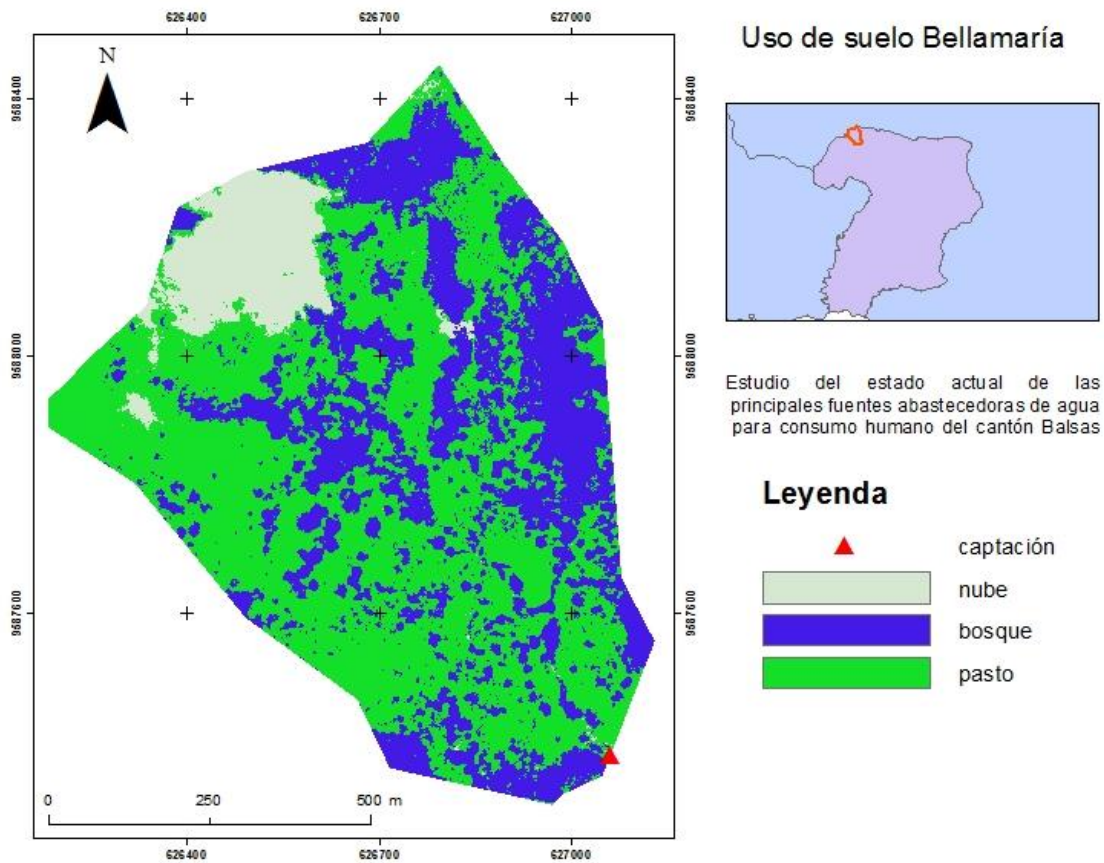 626400 626700 627000
Uso de suelo Bellamaría
N
9688400 9688400
9688000 9688000
Estudio del estado actual de las
principales fuentes abastecedoras de agua
para consumo humano del cantón Balsas
Leyenda
captación
nube
9687600 9687600
bosque
pasto
0 250 500 m
626400 626700 627000